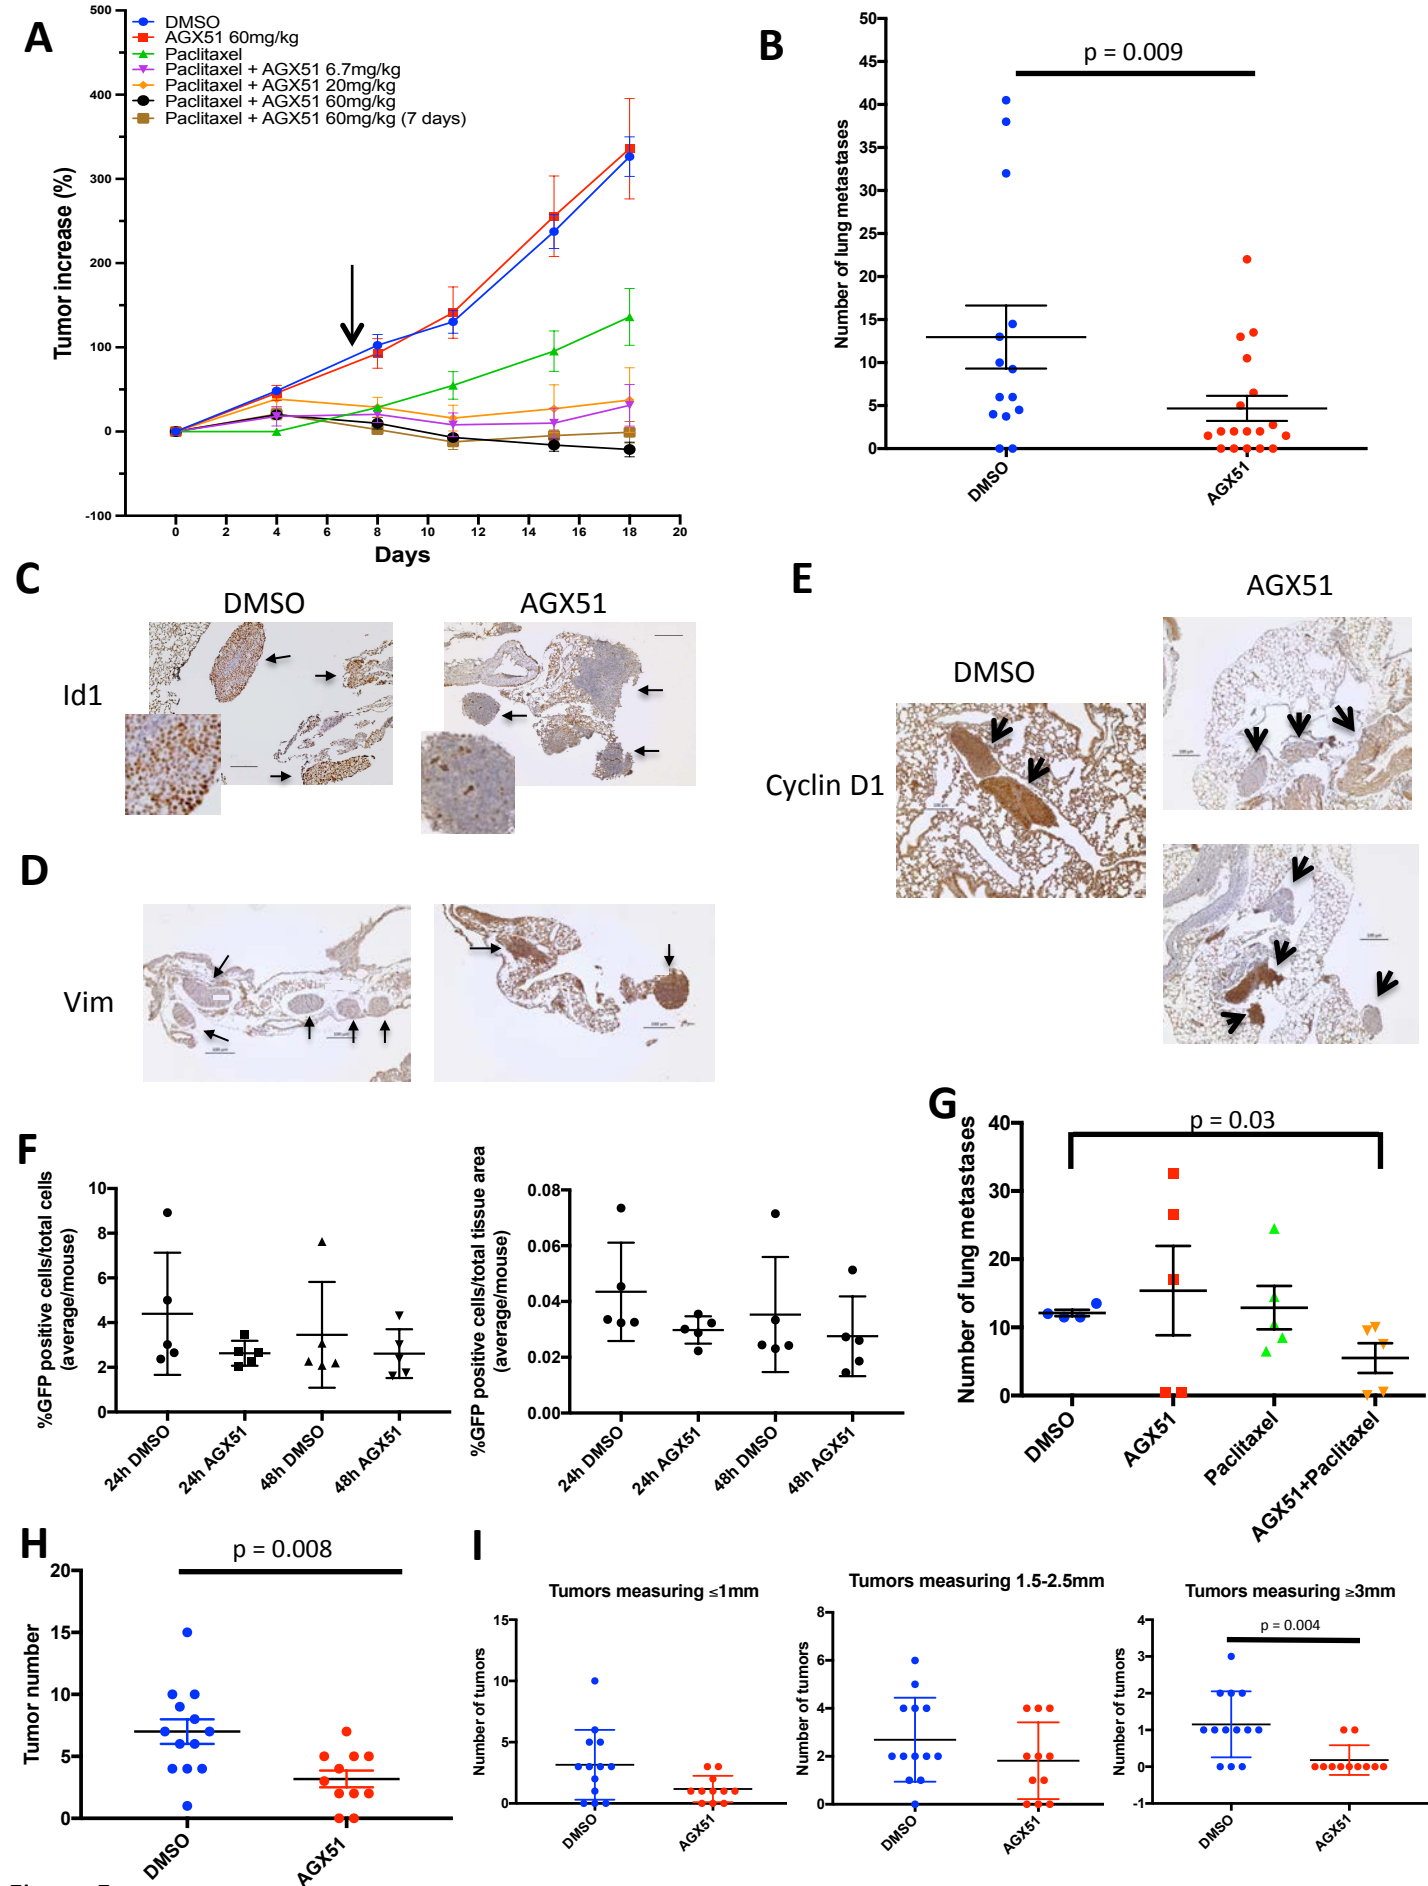 A
DMSO
AGX51 60mg/kg
Paclitaxel
Paclitaxel + AGX51 6.7mg/kg
Paclitaxel + AGX51 20mg/kg
Paclitaxel + AGX51 60mg/kg
Paclitaxel + AGX51 60mg/kg (7 days)
Tumor increase (%)
500
400
300
200
100
0
-100
0 2 4 6 8 10 12 14 16 18 20
Days
B
p = 0.009
Number of lung metastases
50
45
40
35
30
25
20
15
10
5
0
DMSO
AGX51
C
DMSO
AGX51
Id1
D
Vim
E
DMSO
AGX51
Cyclin D1
F
%GFP positive cells/total cells
(average/mouse)
10
8
6
4
2
0
24h DMSO
24h AGX51
48h DMSO
48h AGX51
%GFP positive cells/total tissue area
(average/mouse)
0.08
0.06
0.04
0.02
0.00
24h DMSO
24h AGX51
48h DMSO
48h AGX51
G
p = 0.03
Number of lung metastases
40
30
20
10
0
DMSO
AGX51
Paclitaxel
AGX51+Paclitaxel
H
p = 0.008
Tumor number
20
15
10
5
0
DMSO
AGX51
I
Tumors measuring ≤1mm
Number of tumors
15
10
5
0
DMSO
AGX51
Tumors measuring 1.5-2.5mm
Number of tumors
8
6
4
2
0
DMSO
AGX51
Tumors measuring ≥3mm
p = 0.004
Number of tumors
4
3
2
1
0
-1
DMSO
AGX51